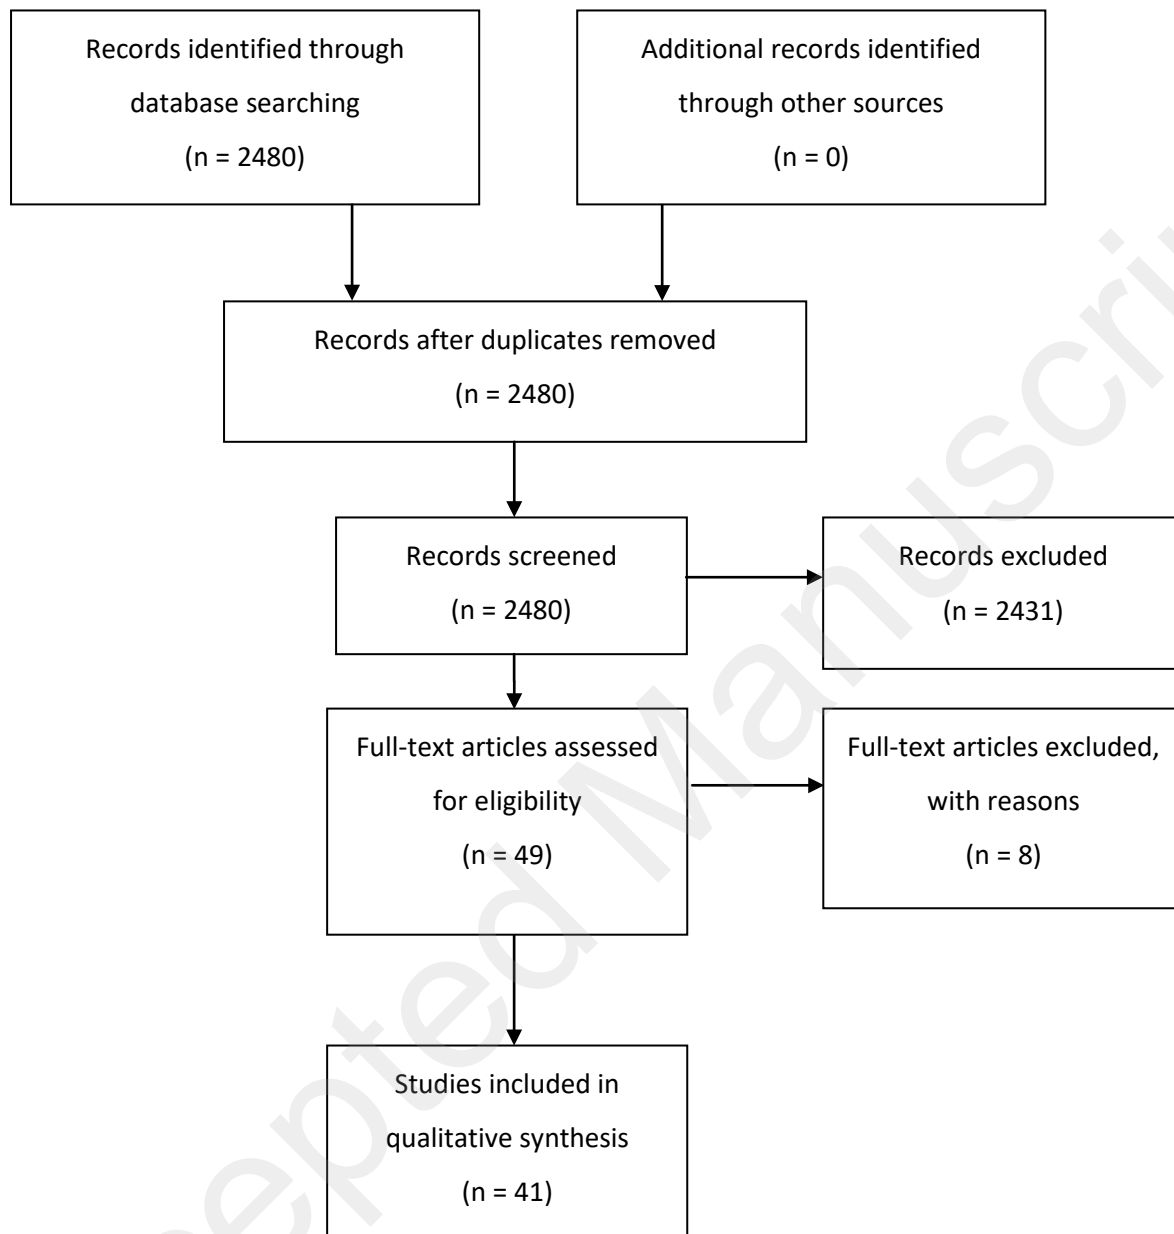 Records identified through
database searching
(n = 2480)
Additional records identified
through other sources
(n = 0)
Records after duplicates removed
(n = 2480)
Records screened
(n = 2480)
Records excluded
(n = 2431)
Full-text articles assessed
for eligibility
(n = 49)
Full-text articles excluded,
with reasons
(n = 8)
Studies included in
qualitative synthesis
(n = 41)
epted Manuscri